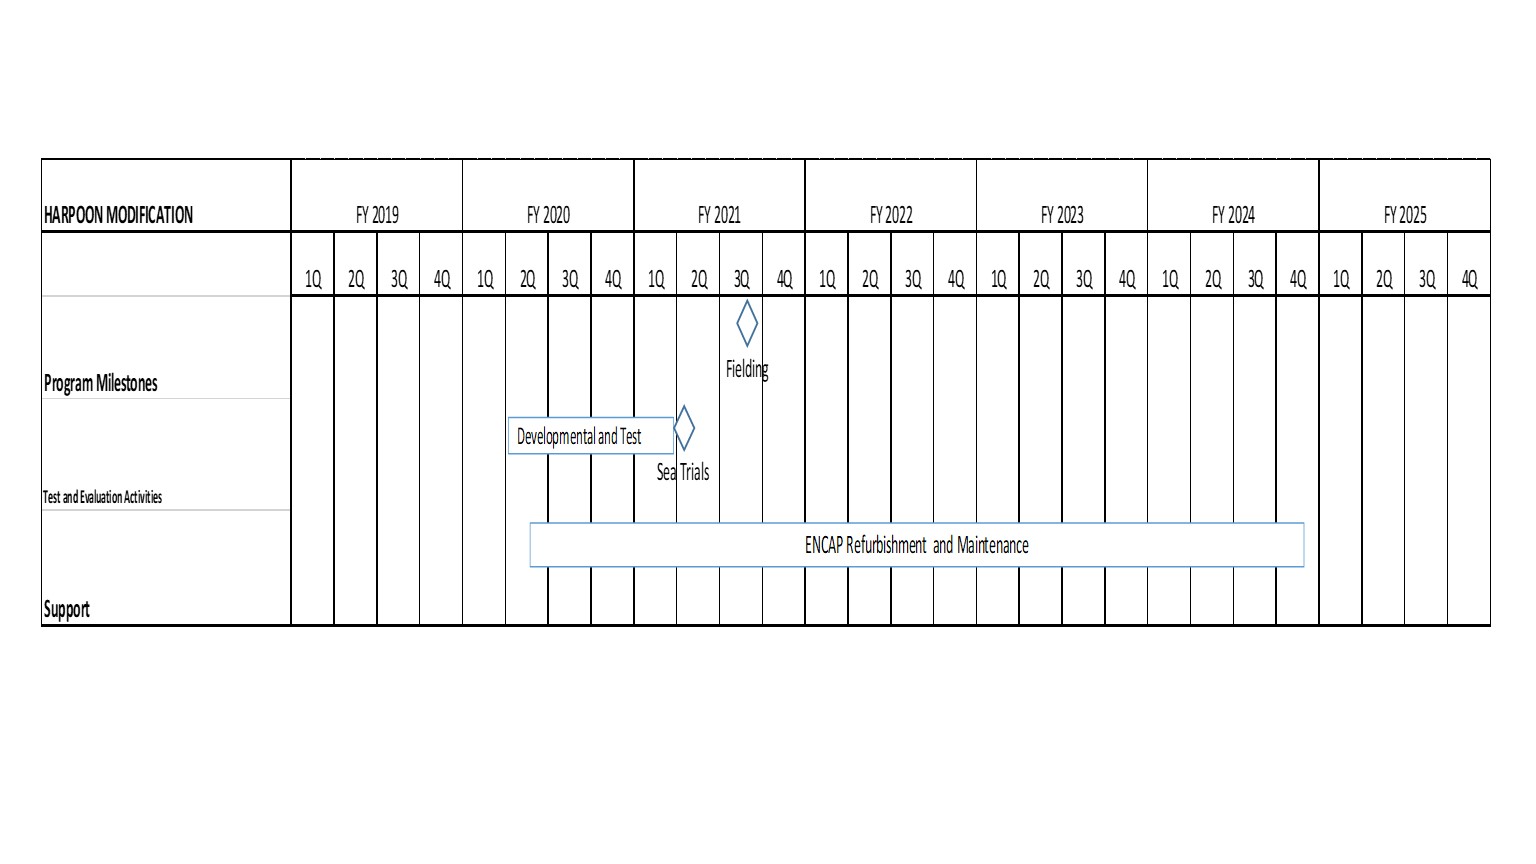 HARPOON MODIFICATION FY 2019 FY 2020 FY 2021 FY 2022 FY 2023 FY 2024 FY 2025
1Q 2Q 3Q 4Q 1Q 2Q 3Q 4Q 1Q 2Q 3Q 4Q 1Q 2Q 3Q 4Q 1Q 2Q 3Q 4Q 1Q 2Q 3Q 4Q 1Q 2Q 3Q 4Q
Fielding
Program Milestones
Developmental and Test
Sea Trials
Test and Evaluation Activities
ENCAP Refurbishment and Maintenance
Support